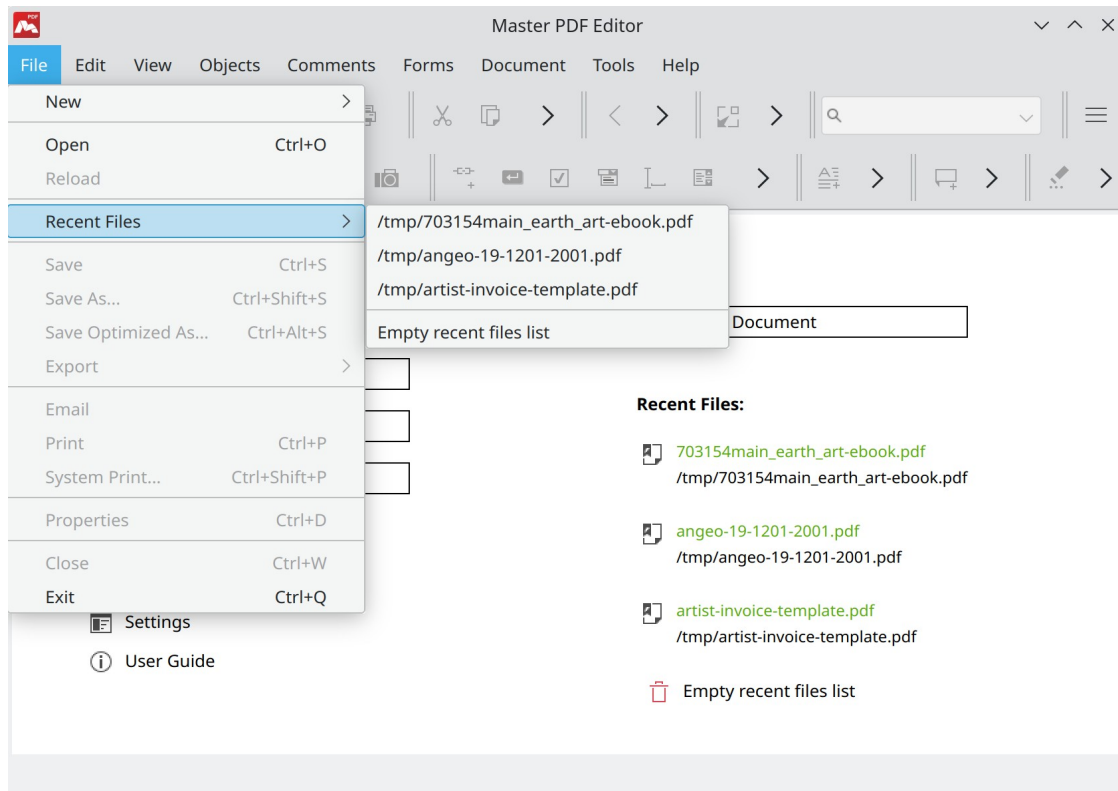 PDF
Master PDF Editor
File Edit View Objects Comments Forms Document Tools Help
New
Open Ctrl+O
Reload
Recent Files
/tmp/703154main_earth_art-ebook.pdf
/tmp/angeo-19-1201-2001.pdf
/tmp/artist-invoice-template.pdf
Empty recent files list
Save Ctrl+S
Save As... Ctrl+Shift+S
Save Optimized As... Ctrl+Alt+S
Export
Email
Print Ctrl+P
System Print... Ctrl+Shift+P
Properties Ctrl+D
Close Ctrl+W
Exit Ctrl+Q
Settings
User Guide
Document
Recent Files:
703154main_earth_art-ebook.pdf
/tmp/703154main_earth_art-ebook.pdf
angeo-19-1201-2001.pdf
/tmp/angeo-19-1201-2001.pdf
artist-invoice-template.pdf
/tmp/artist-invoice-template.pdf
Empty recent files list